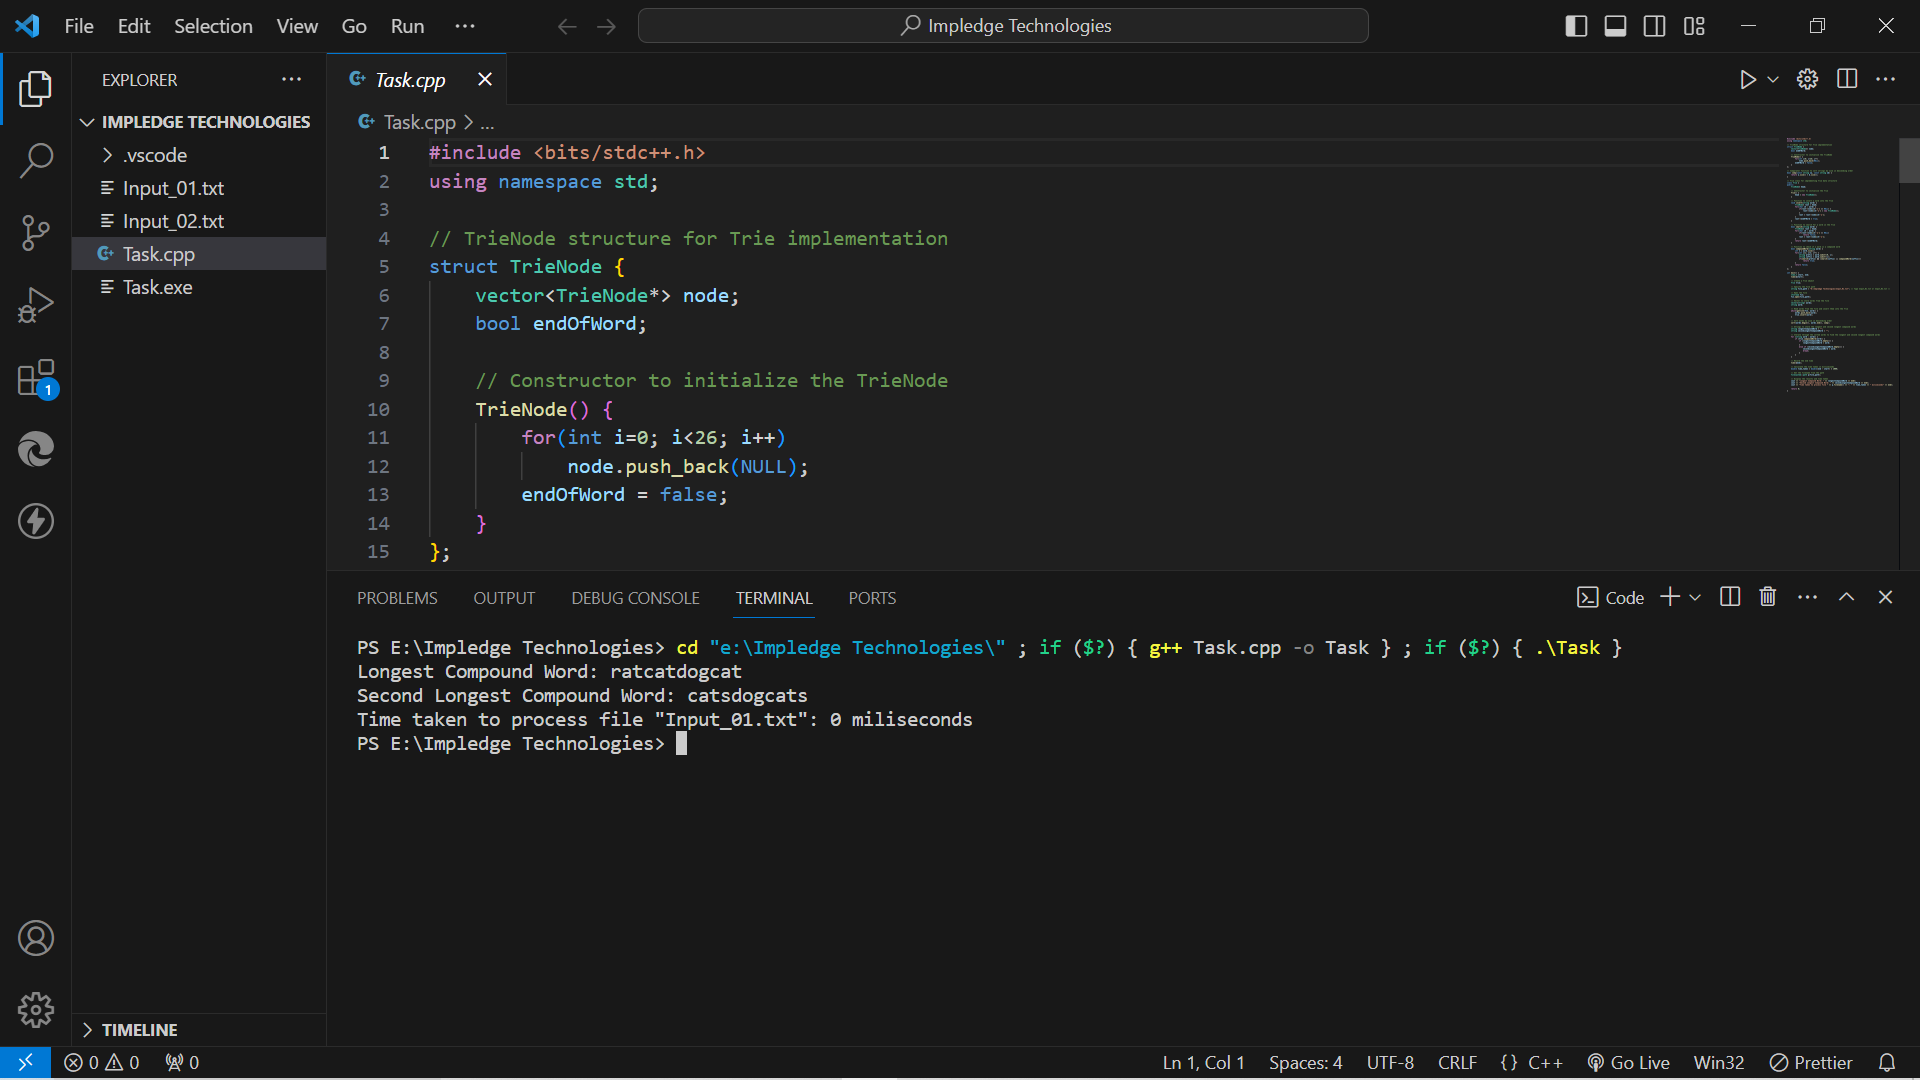 File Edit Selection View Go Run ···
Impledge Technologies
EXPLORER
IMPLEDGE TECHNOLOGIES
.vscode
Input_01.txt
Input_02.txt
Task.cpp
Task.exe
TIMELINE
Task.cpp
Task.cpp > ...
1 #include <bits/stdc++.h>
2 using namespace std;
3
4 // TrieNode structure for Trie implementation
5 struct TrieNode {
6 vector<TrieNode*> node;
7 bool endOfWord;
8
9 // Constructor to initialize the TrieNode
10 TrieNode() {
11 for(int i=0; i<26; i++)
12 node.push_back(NULL);
13 endOfWord = false;
14 }
15 };
PROBLEMS OUTPUT DEBUG CONSOLE TERMINAL PORTS
Code
PS E:\Impledge Technologies> cd "e:\Impledge Technologies\" ; if ($?) { g++ Task.cpp -o Task } ; if ($?) { .\Task }
Longest Compound Word: ratcatdogcat
Second Longest Compound Word: catsdogcats
Time taken to process file "Input_01.txt": 0 miliseconds
PS E:\Impledge Technologies>
1
0 0 0
Ln 1, Col 1 Spaces: 4 UTF-8 CRLF {} C++ Go Live Win32 Prettier